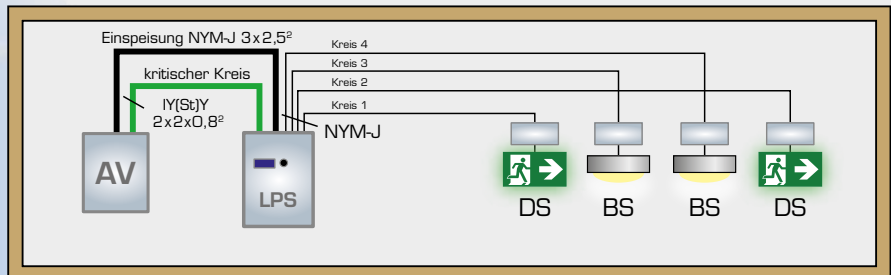 Einspeisung NYM-J 3x2,5²
kritischer Kreis
IY(St)Y
2x2x0,8²
Kreis 4
Kreis 3
Kreis 2
Kreis 1
NYM-J
AV
LPS
DS
BS
BS
DS